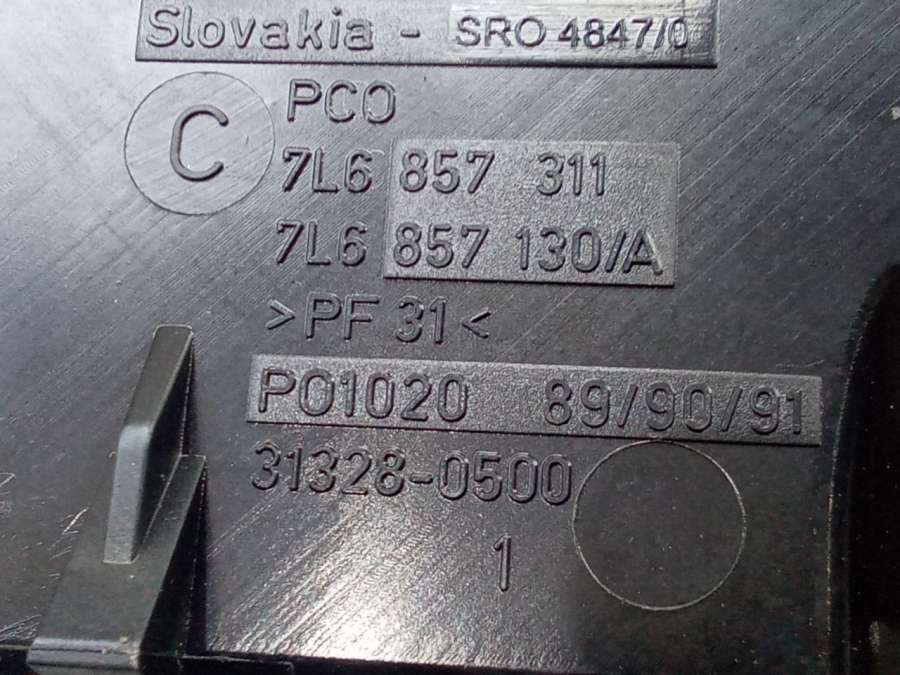 Slovakia - SRO 4847/0
C PCO
7L6 857 311
7L6 857 130/A
>PF 31<
P01020 89/90/91
31328-0500
1